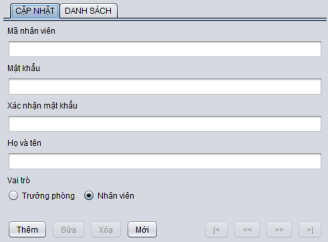 CẬP NHẬT DANH SÁCH
Mã nhân viên
Mật khẩu
Xác nhận mật khẩu
Họ và tên
Vai trò
Trưởng phòng Nhân viên
Thêm Sửa Xóa Mới |< << >> >|